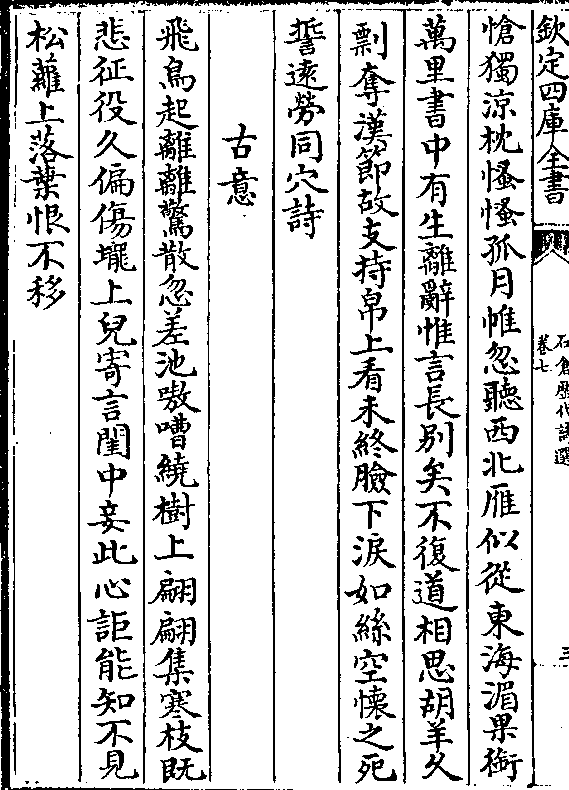 欽定四庫全書
石倉歷代詩選
卷七
三
愴獨涼枕慅慅孤月帷忽聽西北雁似從東海湄果銜
萬里書中有生離辭惟言長別矣不復道相思胡羊久
剽奪漢節故支持帛上看未終臉下淚如絲空懷之死
誓遠勞同穴詩
古意
飛鳥起離離驚散忽差池嗷嘈繞樹上翩翩集寒枝既
悲征役久偏傷壠上兒寄言閨中妾此心詎能知不見
松蘿上落葉恨不移